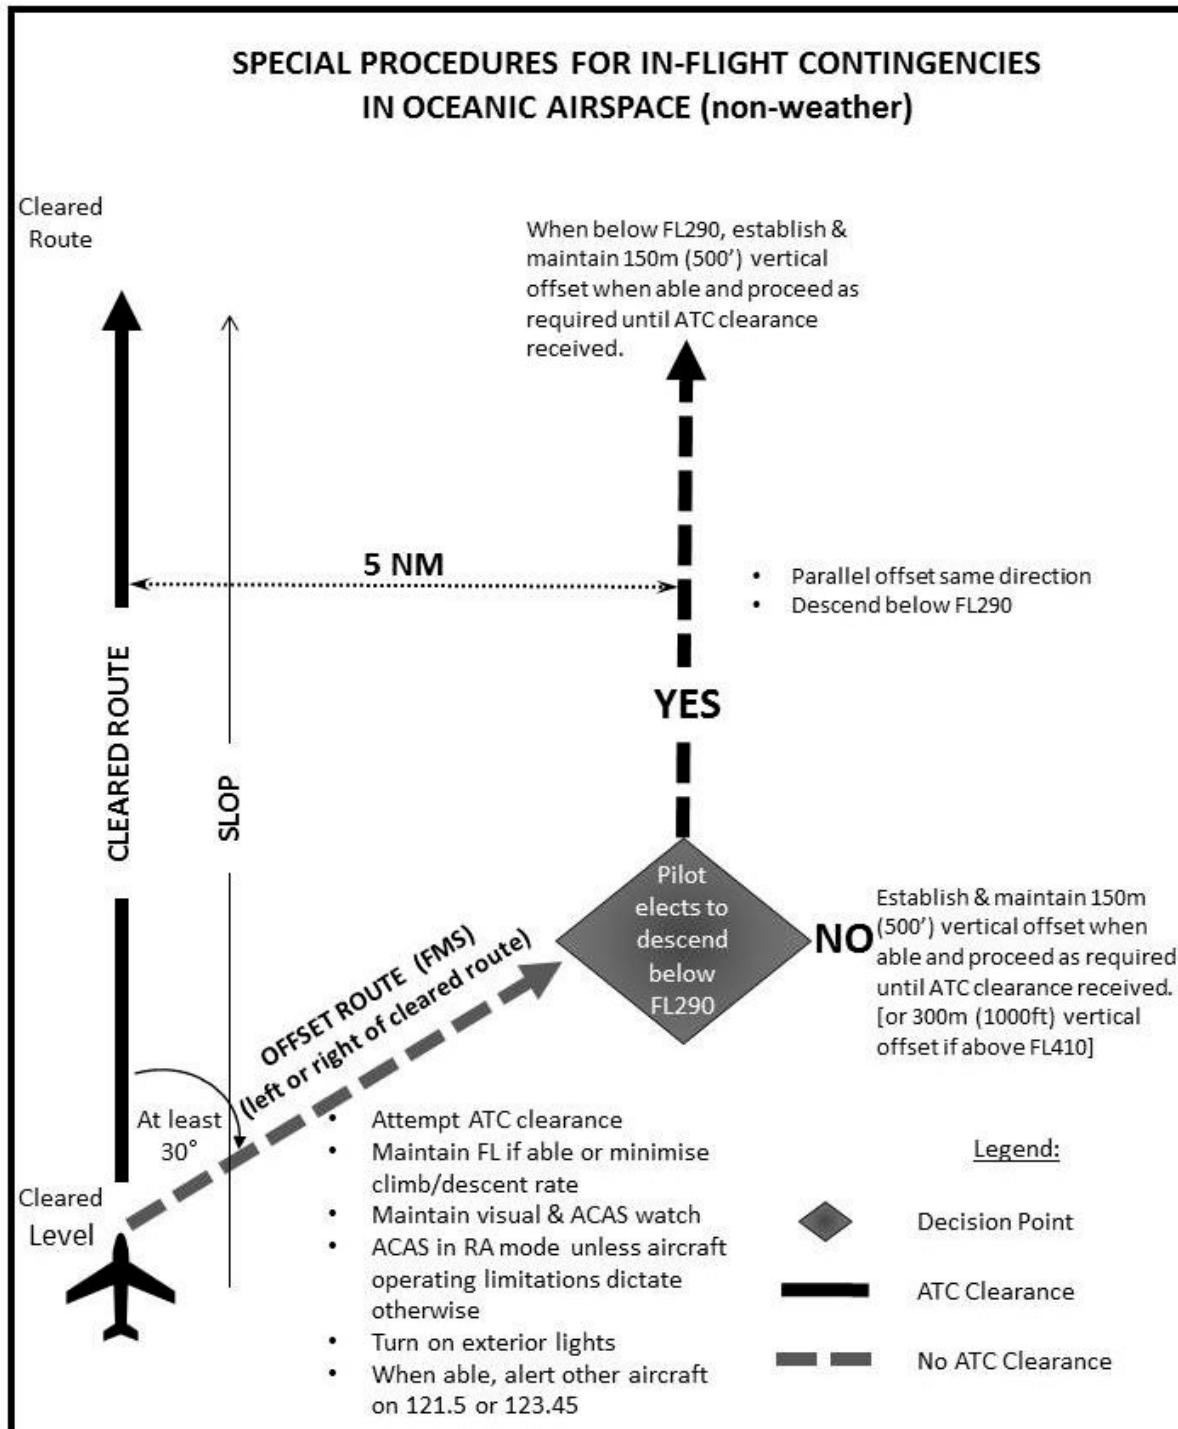 SPECIAL PROCEDURES FOR IN-FLIGHT CONTINGENCIES
IN OCEANIC AIRSPACE (non-weather)
Cleared
Route
When below FL290, establish &
maintain 150m (500’) vertical
offset when able and proceed as
required until ATC clearance
received.
5 NM
• Parallel offset same direction
• Descend below FL290
CLEARED ROUTE
SLOP
YES
Pilot
elects to
descend
below
FL290
NO
Establish & maintain 150m
(500’) vertical offset when
able and proceed as required
until ATC clearance received.
[or 300m (1000ft) vertical
offset if above FL410]
OFFSET ROUTE (FMS)
(left or right of cleared route)
At least
30°
Cleared
Level
• Attempt ATC clearance
• Maintain FL if able or minimise
climb/descent rate
• Maintain visual & ACAS watch
• ACAS in RA mode unless aircraft
operating limitations dictate
otherwise
• Turn on exterior lights
• When able, alert other aircraft
on 121.5 or 123.45
Legend:
Decision Point
ATC Clearance
No ATC Clearance